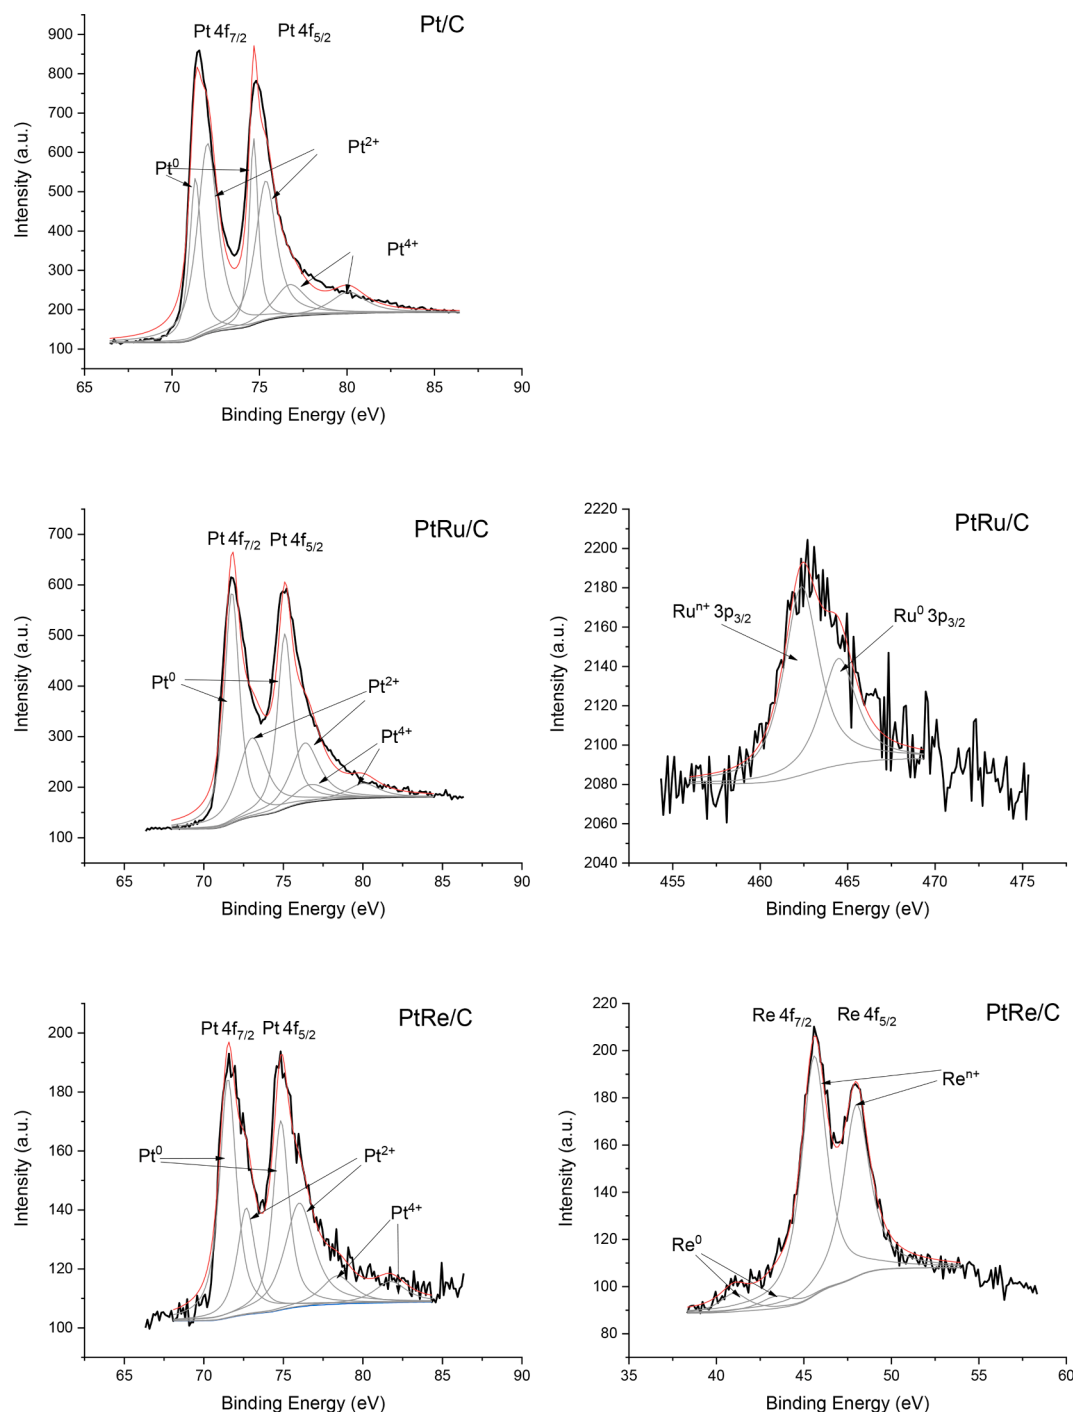 Pt/C
Pt 4f7/2
Pt 4f5/2
Pt0
Pt2+
Pt4+
Intensity (a.u.)
900
800
700
600
500
400
300
200
100
65
70
75
80
85
90
Binding Energy (eV)
PtRu/C
Pt 4f7/2
Pt 4f5/2
Pt0
Pt2+
Pt4+
Intensity (a.u.)
700
600
500
400
300
200
100
65
70
75
80
85
90
Binding Energy (eV)
PtRu/C
Run+ 3p3/2
Ru0 3p3/2
Intensity (a.u.)
2220
2200
2180
2160
2140
2120
2100
2080
2060
2040
455
460
465
470
475
Binding Energy (eV)
PtRe/C
Pt 4f7/2
Pt 4f5/2
Pt0
Pt2+
Pt4+
Intensity (a.u.)
200
180
160
140
120
100
65
70
75
80
85
90
Binding Energy (eV)
PtRe/C
Re 4f7/2
Re 4f5/2
Ren+
Re0
Intensity (a.u.)
220
200
180
160
140
120
100
80
35
40
45
50
55
60
Binding Energy (eV)